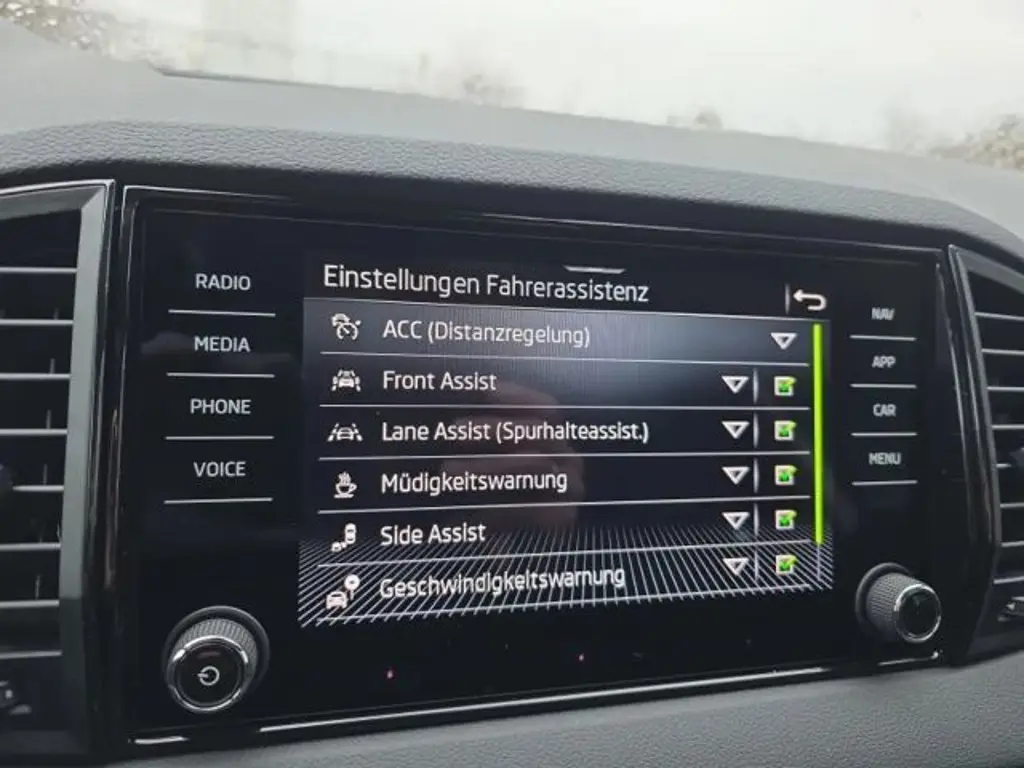 RADIO
MEDIA
PHONE
VOICE
Einstellungen Fahrerassistenz
ACC (Distanzregelung)
Front Assist
Lane Assist (Spurhalteassist.)
Müdigkeitswarnung
Side Assist
Geschwindigkeitswarnung
NAV
APP
CAR
MENU